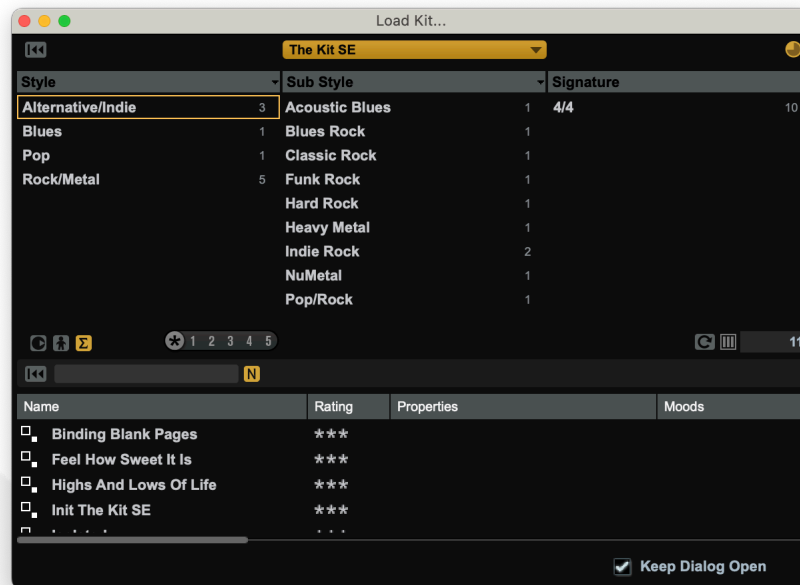 Load Kit...
The Kit SE
Style Sub Style Signature
Alternative/Indie 3 Acoustic Blues 1 4/4 10
Blues 1 Blues Rock 1
Pop 1 Classic Rock 1
Rock/Metal 5 Funk Rock 1
Hard Rock 1
Heavy Metal 1
Indie Rock 2
NuMetal 1
Pop/Rock 1
Σ * 1 2 3 4 5 11
N
Name Rating Properties Moods
Binding Blank Pages ***
Feel How Sweet It Is ***
Highs And Lows Of Life ***
Init The Kit SE ***
Keep Dialog Open